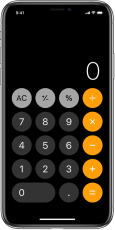 9:41
0
AC ⁺∕₋ % ÷
7 8 9 ×
4 5 6 −
1 2 3 +
0 . =